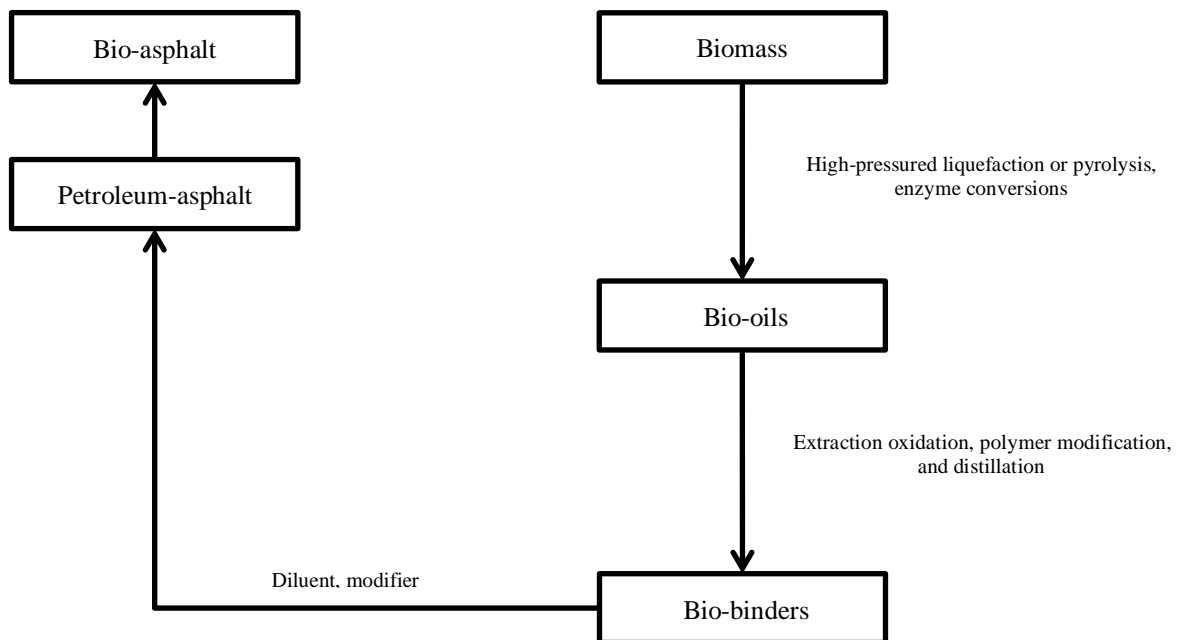 Bio-asphalt
Biomass
High-pressured liquefaction or pyrolysis,
enzyme conversions
Petroleum-asphalt
Bio-oils
Extraction oxidation, polymer modification,
and distillation
Diluent, modifier
Bio-binders